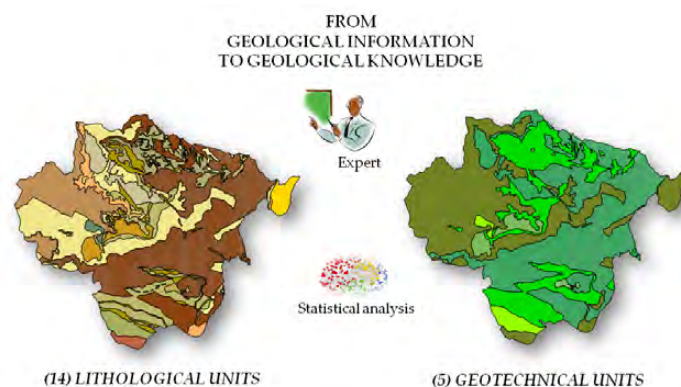 FROM
GEOLOGICAL INFORMATION
TO GEOLOGICAL KNOWLEDGE
Expert
Statistical analysis
(14) LITHOLOGICAL UNITS
(5) GEOTECHNICAL UNITS